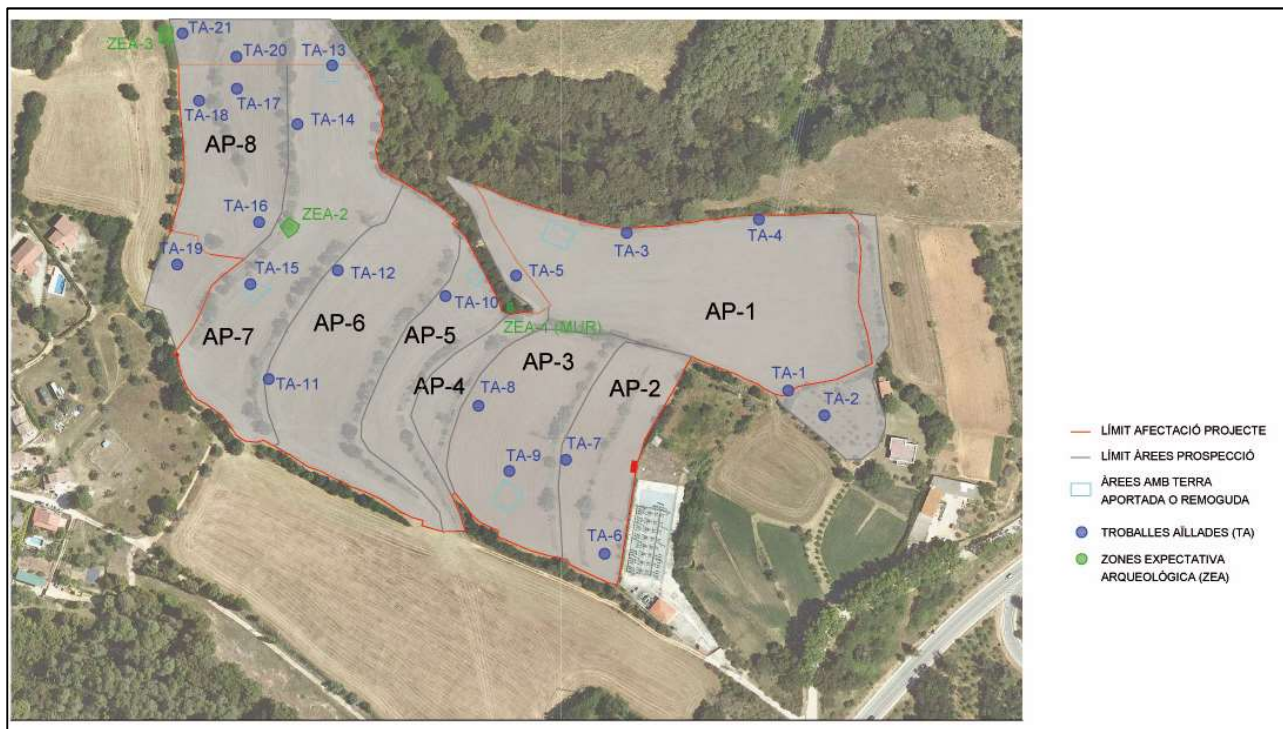 TA-21
ZEA-3
TA-20
TA-13
TA-17
TA-18
TA-14
AP-8
TA-16
ZEA-2
TA-3
TA-4
TA-19
TA-15
TA-12
TA-5
TA-10
AP-1
ZEA-1 (MUR)
AP-7
AP-6
AP-5
AP-3
AP-2
TA-11
AP-4
TA-8
TA-1
TA-2
TA-7
TA-9
TA-6
LÍMIT AFECTACIÓ PROJECTE
LÍMIT ÀREES PROSPECCIÓ
ÀREES AMB TERRA
APORTADA O REMOGUDA
TROBALLES AÏLLADES (TA)
ZONES EXPECTATIVA
ARQUEOLÒGICA (ZEA)